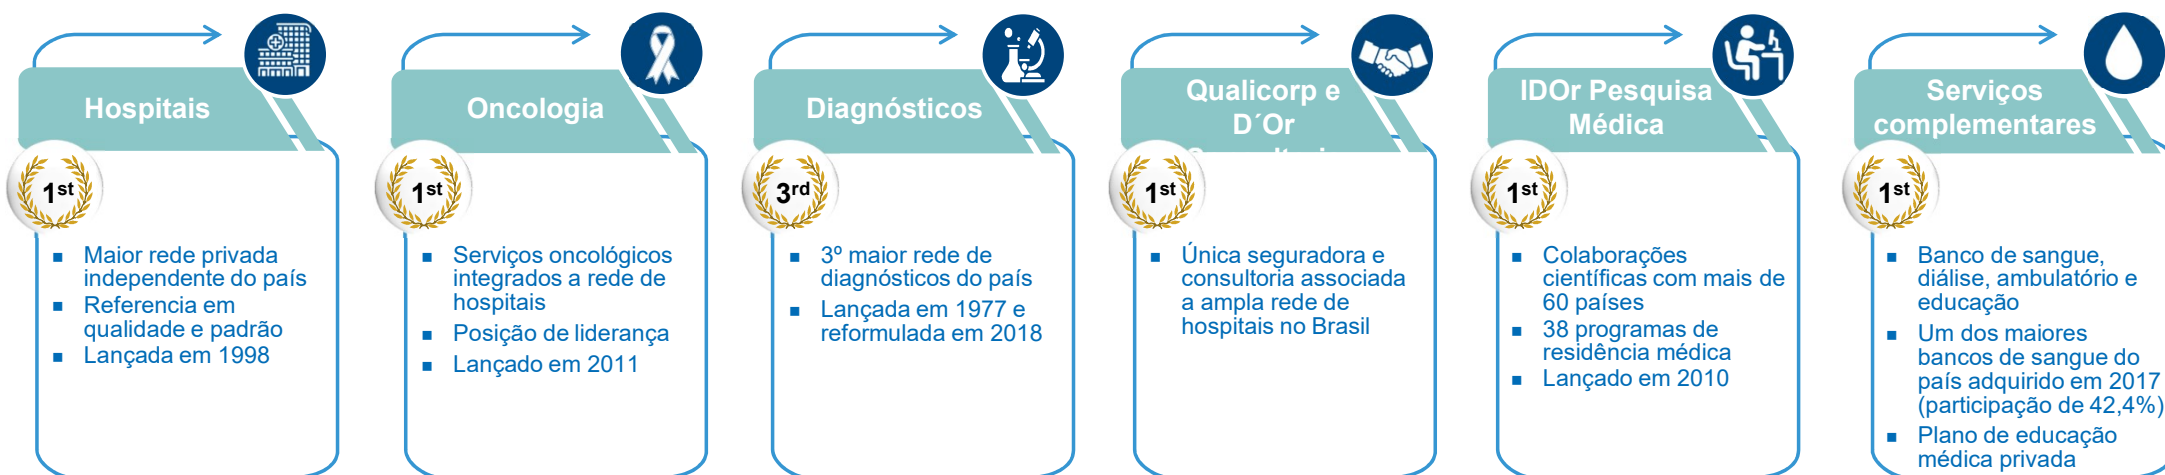 Hospitais
1st
Maior rede privada
independente do país
Referencia em
qualidade e padrão
Lançada em 1998
Oncologia
1st
Serviços oncológicos
integrados a rede de
hospitais
Posição de liderança
Lançado em 2011
Diagnósticos
3rd
3º maior rede de
diagnósticos do país
Lançada em 1977 e
reformulada em 2018
Qualicorp e
D´Or
1st
Única seguradora e
consultoria associada
a ampla rede de
hospitais no Brasil
IDOr Pesquisa
Médica
1st
Colaborações
científicas com mais de
60 países
38 programas de
residência médica
Lançado em 2010
Serviços
complementares
1st
Banco de sangue,
diálise, ambulatório e
educação
Um dos maiores
bancos de sangue do
país adquirido em 2017
(participação de 42,4%)
Plano de educação
médica privada